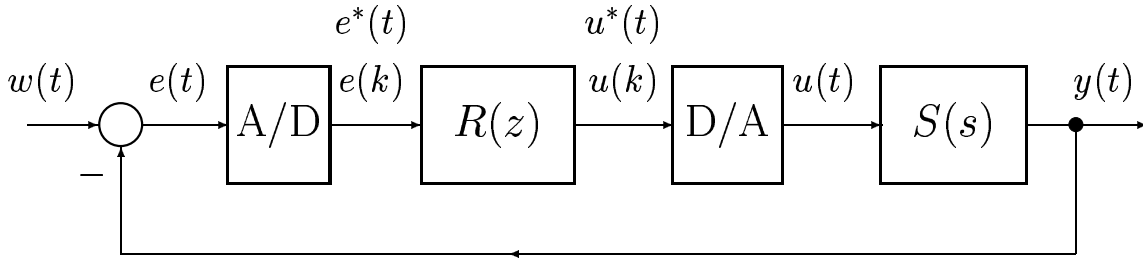 e*(t) u*(t)
w(t) e(t) e(k) u(k) u(t) y(t)
A/D R(z) D/A S(s)
−